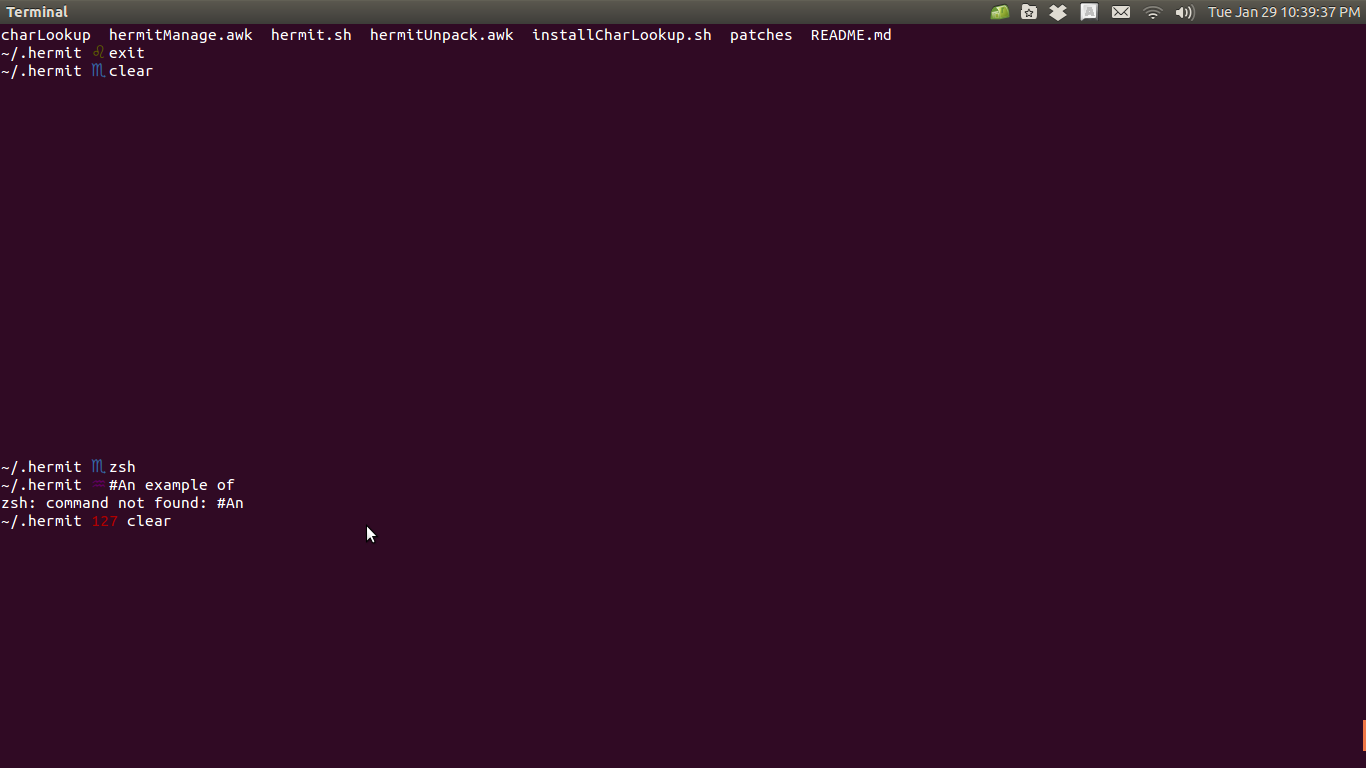 Terminal
Tue Jan 29 10:39:37 PM
charLookup hermitManage.awk hermit.sh hermitUnpack.awk installCharLookup.sh patches README.md
~/.hermit ♌exit
~/.hermit ♏clear
~/.hermit ♏zsh
~/.hermit ♒#An example of
zsh: command not found: #An
~/.hermit 127 clear